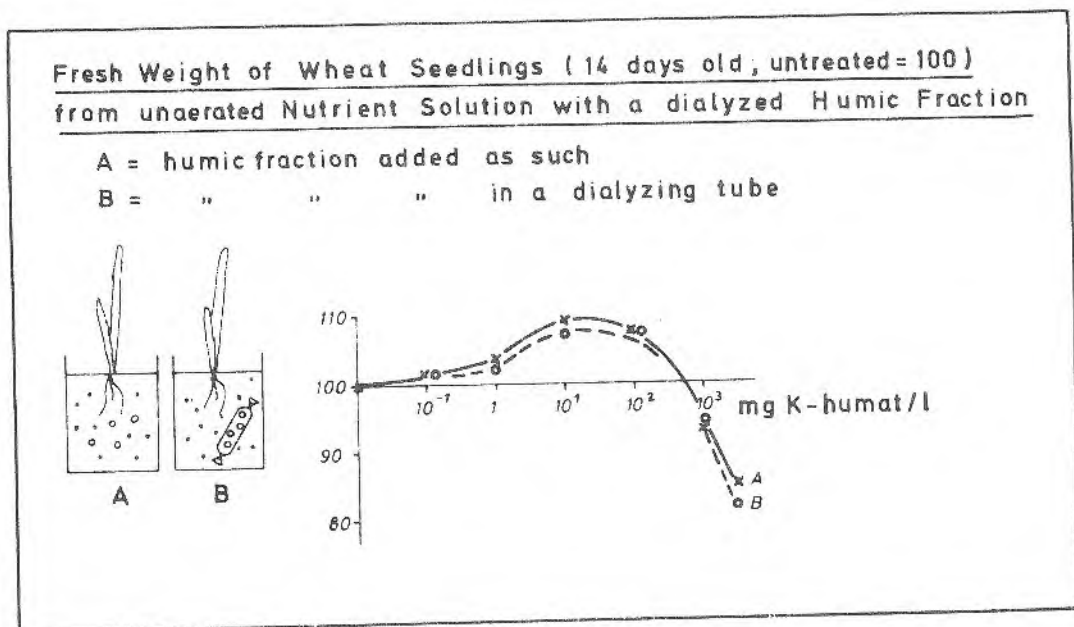 Fresh Weight of Wheat Seedlings ( 14 days old, untreated = 100 )
from unaerated Nutrient Solution with a dialyzed Humic Fraction
A = humic fraction added as such
B = " " " in a dialyzing tube
110
100
90
80
10⁻¹ 1 10¹ 10² 10³ mg K-humat/l
A
B
A B